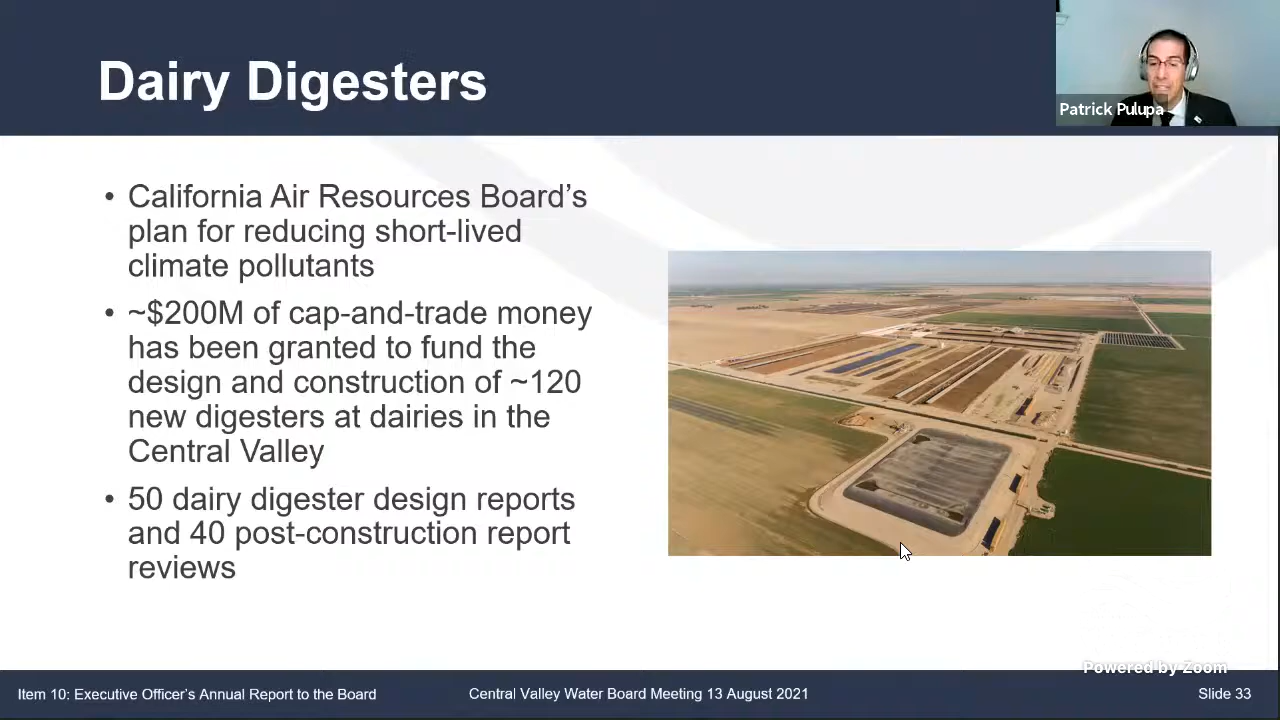 Dairy Digesters
Patrick Pulupa
• California Air Resources Board’s
plan for reducing short-lived
climate pollutants
• ~$200M of cap-and-trade money
has been granted to fund the
design and construction of ~120
new digesters at dairies in the
Central Valley
• 50 dairy digester design reports
and 40 post-construction report
reviews
Powered by Zoom
Item 10: Executive Officer’s Annual Report to the Board
Central Valley Water Board Meeting 13 August 2021
Slide 33